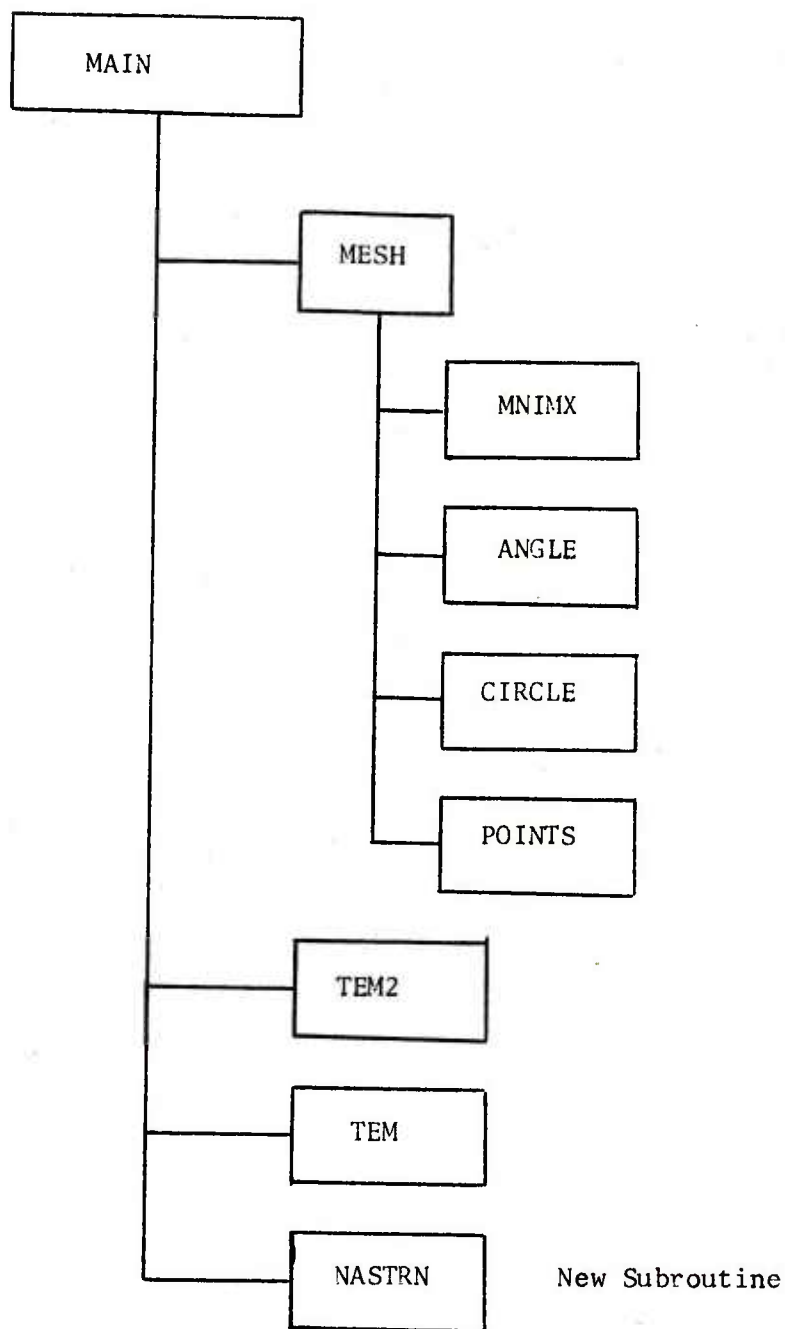 MAIN
MESH
MNIMX
ANGLE
CIRCLE
POINTS
TEM2
TEM
NASTRN New Subroutine